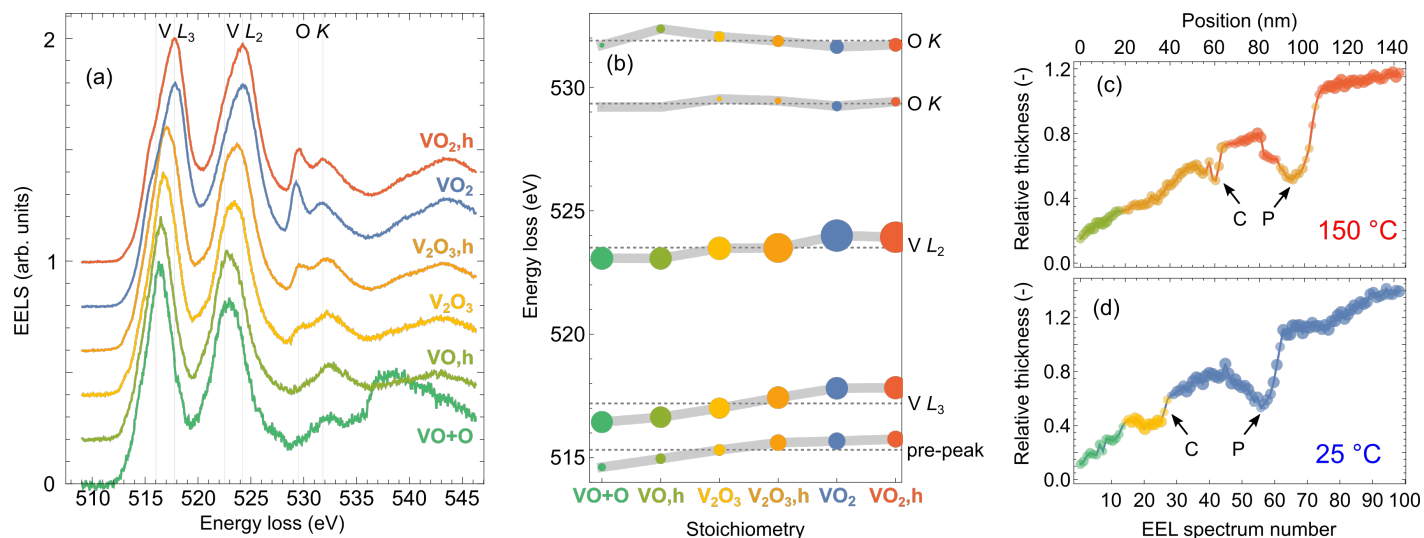 (a)
V L₃
V L₂
O K
2
1
0
EELS (arb. units)
VO₂,h
VO₂
V₂O₃,h
V₂O₃
VO,h
VO+O
510
515
520
525
530
535
540
545
Energy loss (eV)
(b)
530
525
520
515
Energy loss (eV)
O K
O K
V L₂
V L₃
pre-peak
VO+O
VO,h
V₂O₃
V₂O₃,h
VO₂
VO₂,h
Stoichiometry
Position (nm)
0 20 40 60 80 100 120 140
(c)
1.2
0.8
0.4
0.0
Relative thickness (-)
C
P
150 °C
(d)
1.2
0.8
0.4
0.0
Relative thickness (-)
C
P
25 °C
10 20 30 40 50 60 70 80 90 100
EEL spectrum number